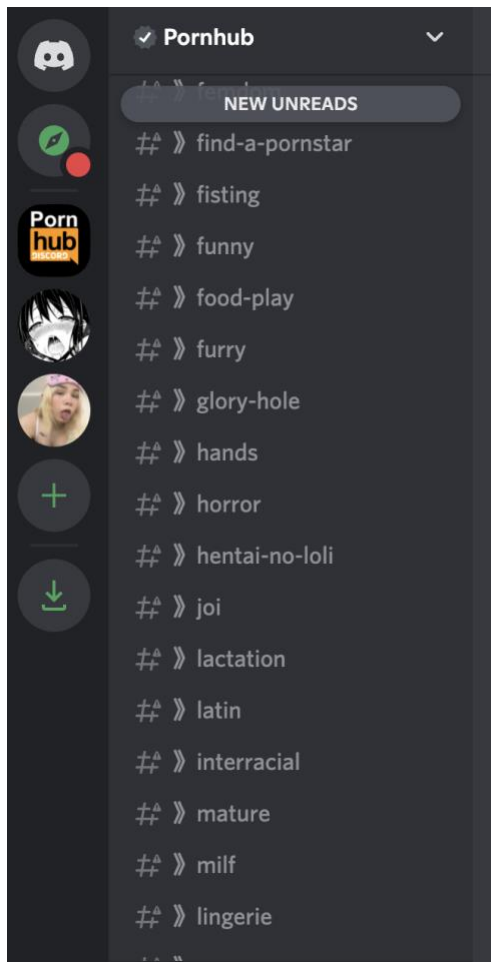 Pornhub
femdom
NEW UNREADS
find-a-pornstar
fisting
funny
food-play
furry
glory-hole
hands
horror
hentai-no-loli
joi
lactation
latin
interracial
mature
milf
lingerie
Porn
hub
DISCORD